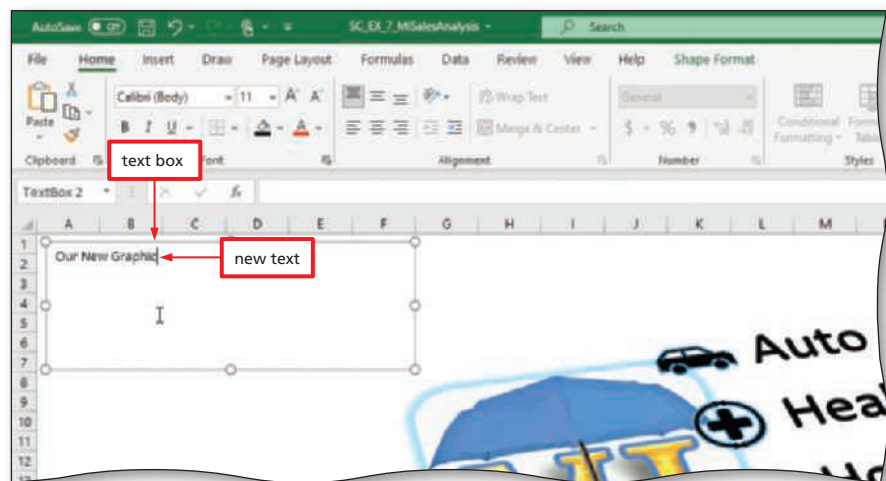 AutoSave Off SC_EX_7_MISalesAnalysis Search
File Home Insert Draw Page Layout Formulas Data Review View Help Shape Format
Calibri (Body) 11 A A Wrap Text General
Paste B I U A Merge & Center $ % 9 Conditional
Formatting
Clipboard text box Font Alignment Number Styles
TextBox 2 fx
A B C D E F G H I J K L M
1
2 Our New Graphic new text
3
4
5
6
7
8
9
10
11
12
Auto